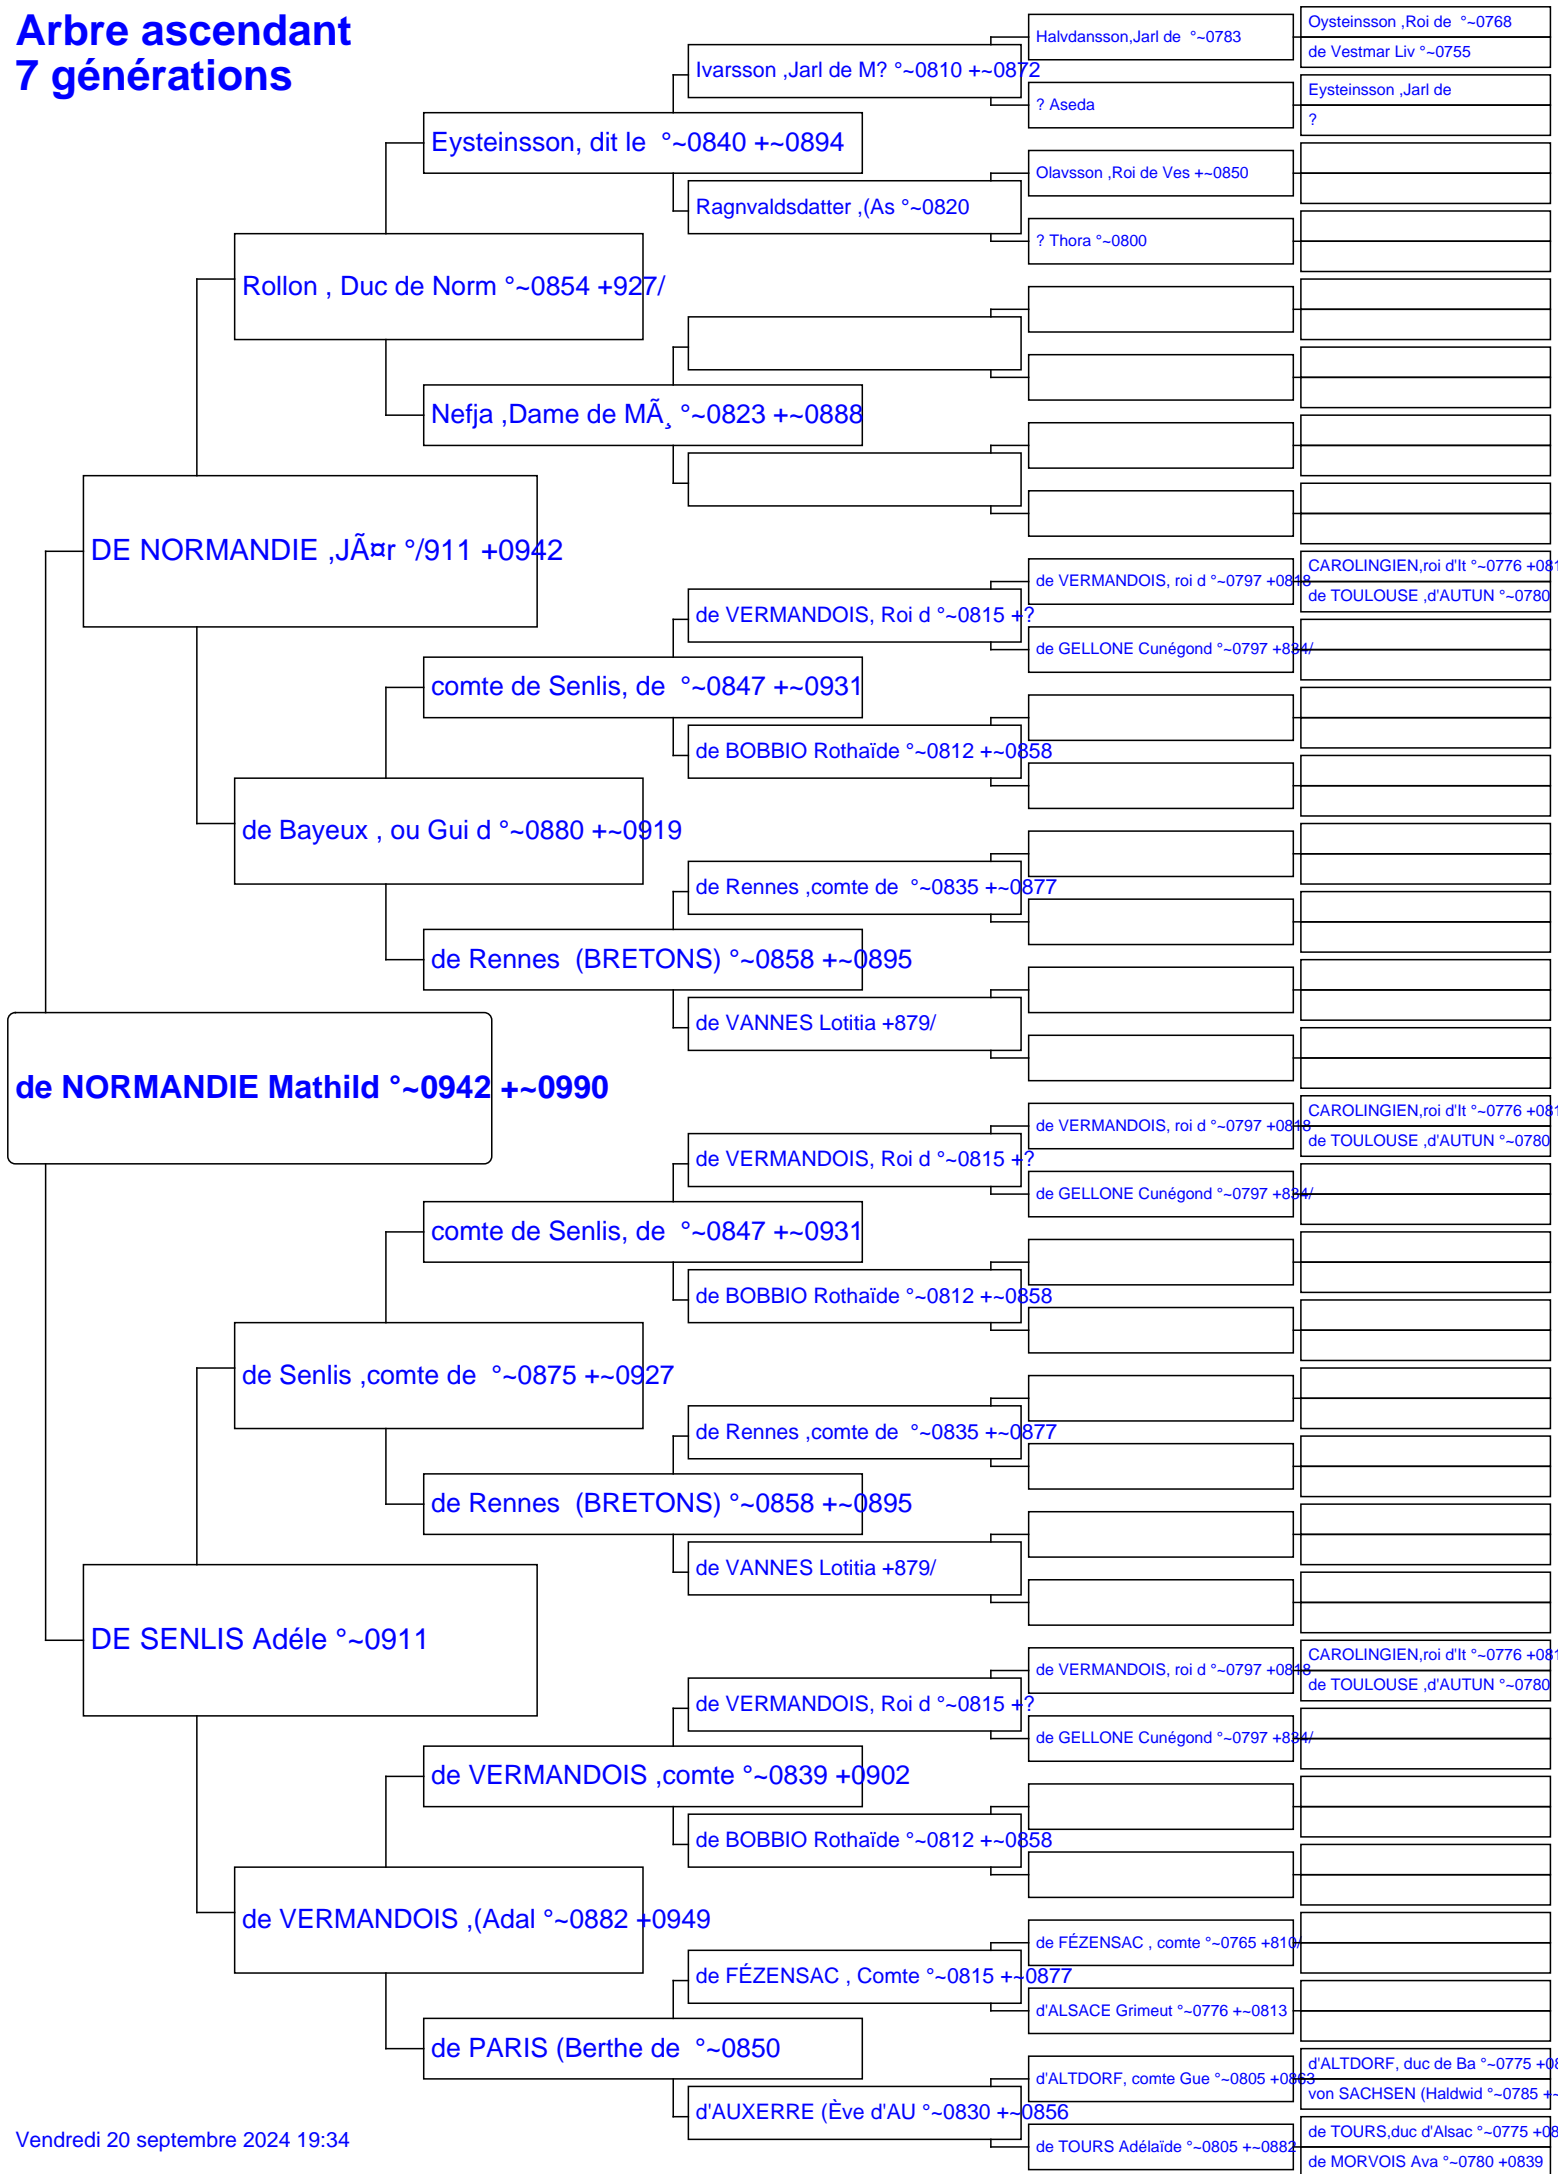 Arbre ascendant
7 générations
Oysteinsson ,Roi de  °~0768
Halvdansson,Jarl de  °~0783
de Vestmar Liv °~0755
Ivarsson ,Jarl de M? °~0810 +~0872
Eysteinsson ,Jarl de
? Aseda
?
Eysteinsson, dit le  °~0840 +~0894
Olavsson ,Roi de Ves +~0850
Ragnvaldsdatter ,(As °~0820
? Thora °~0800
Rollon , Duc de Norm °~0854 +927/
Nefja ,Dame de MÃ¸ °~0823 +~0888
DE NORMANDIE ,JÃ¤r °/911 +0942
CAROLINGIEN,roi d'It °~0776 +081
de VERMANDOIS, roi d °~0797 +0818
de TOULOUSE ,d'AUTUN °~0780
de VERMANDOIS, Roi d °~0815 +?
de GELLONE Cunégond °~0797 +834/
comte de Senlis, de  °~0847 +~0931
de BOBBIO Rothaïde °~0812 +~0858
de Bayeux , ou Gui d °~0880 +~0919
de Rennes ,comte de  °~0835 +~0877
de Rennes  (BRETONS) °~0858 +~0895
de VANNES Lotitia +879/
de NORMANDIE Mathild °~0942 +~0990
CAROLINGIEN,roi d'It °~0776 +081
de VERMANDOIS, roi d °~0797 +0818
de TOULOUSE ,d'AUTUN °~0780
de VERMANDOIS, Roi d °~0815 +?
de GELLONE Cunégond °~0797 +834/
comte de Senlis, de  °~0847 +~0931
de BOBBIO Rothaïde °~0812 +~0858
de Senlis ,comte de  °~0875 +~0927
de Rennes ,comte de  °~0835 +~0877
de Rennes  (BRETONS) °~0858 +~0895
de VANNES Lotitia +879/
DE SENLIS Adéle °~0911
CAROLINGIEN,roi d'It °~0776 +081
de VERMANDOIS, roi d °~0797 +0818
de TOULOUSE ,d'AUTUN °~0780
de VERMANDOIS, Roi d °~0815 +?
de GELLONE Cunégond °~0797 +834/
de VERMANDOIS ,comte °~0839 +0902
de BOBBIO Rothaïde °~0812 +~0858
de VERMANDOIS ,(Adal °~0882 +0949
de FÉZENSAC , comte °~0765 +810/
de FÉZENSAC , Comte °~0815 +~0877
d'ALSACE Grimeut °~0776 +~0813
de PARIS (Berthe de  °~0850
d'ALTDORF, duc de Ba °~0775 +08
d'ALTDORF, comte Gue °~0805 +0863
von SACHSEN (Haldwid °~0785 +~
d'AUXERRE (Ève d'AU °~0830 +~0856
de TOURS,duc d'Alsac °~0775 +08
de TOURS Adélaïde °~0805 +~0882
de MORVOIS Ava °~0780 +0839
Vendredi 20 septembre 2024 19:34